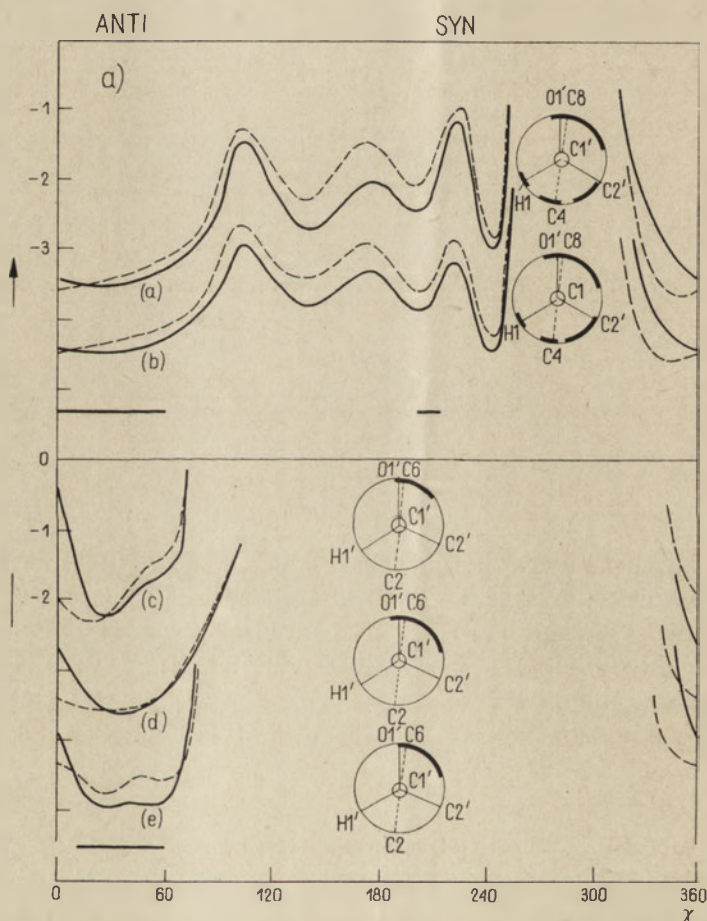 ANTI SYN
a)
-1
-2
-3
O1' C8
C1'
H1
C2'
C4
(a)
O1' C8
C1
H1
C2'
C4
(b)
0
-1
-2
O1' C6
C1'
H1'
C2'
C2
(c)
O1' C6
C1'
H1'
C2'
C2
(d)
O1' C6
C1'
H1'
C2'
C2
(e)
0 60 120 180 240 300 360
χ